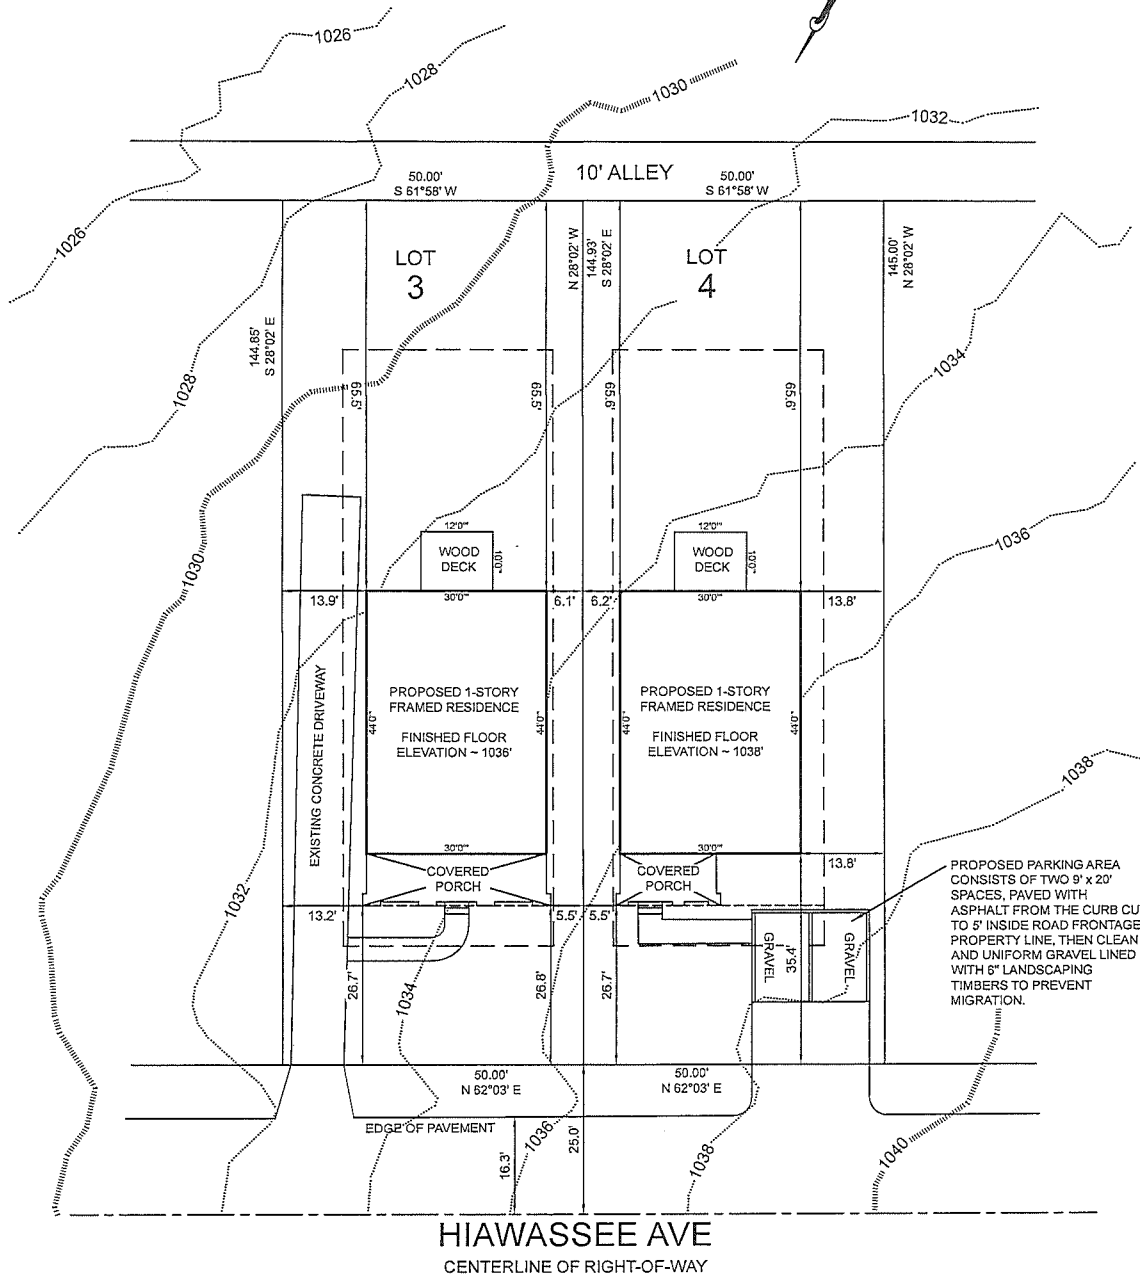 1026
1028
1030
1032
10' ALLEY
50.00'
S 61°58' W
50.00'
S 61°58' W
1026
LOT
3
N 28°02' W
144.93'
S 28°02' E
LOT
4
145.00'
N 28°02' W
144.85'
S 28°02' E
1028
1034
65.5'
65.5'
65.6'
65.6'
1030
1036
12'0"
WOOD
DECK
10'0"
12'0"
WOOD
DECK
10'0"
13.9'
30'0"
6.1'
6.2'
30'0"
13.8'
EXISTING CONCRETE DRIVEWAY
44'0"
PROPOSED 1-STORY
FRAMED RESIDENCE
FINISHED FLOOR
ELEVATION ~ 1036'
44'0"
44'0"
PROPOSED 1-STORY
FRAMED RESIDENCE
FINISHED FLOOR
ELEVATION ~ 1038'
44'0"
1038
30'0"
30'0"
13.8'
COVERED
PORCH
COVERED
PORCH
1032
13.2'
5.5'
5.5'
PROPOSED PARKING AREA
CONSISTS OF TWO 9' x 20'
SPACES, PAVED WITH
ASPHALT FROM THE CURB CU
TO 5' INSIDE ROAD FRONTAGE
PROPERTY LINE, THEN CLEAN
AND UNIFORM GRAVEL LINED
WITH 6" LANDSCAPING
TIMBERS TO PREVENT
MIGRATION.
GRAVEL
35.4'
GRAVEL
26.7'
1034
26.8'
26.7'
50.00'
N 62°03' E
50.00'
N 62°03' E
EDGE OF PAVEMENT
16.3'
1036
25.0'
1038
1040
HIAWASSEE AVE
CENTERLINE OF RIGHT-OF-WAY